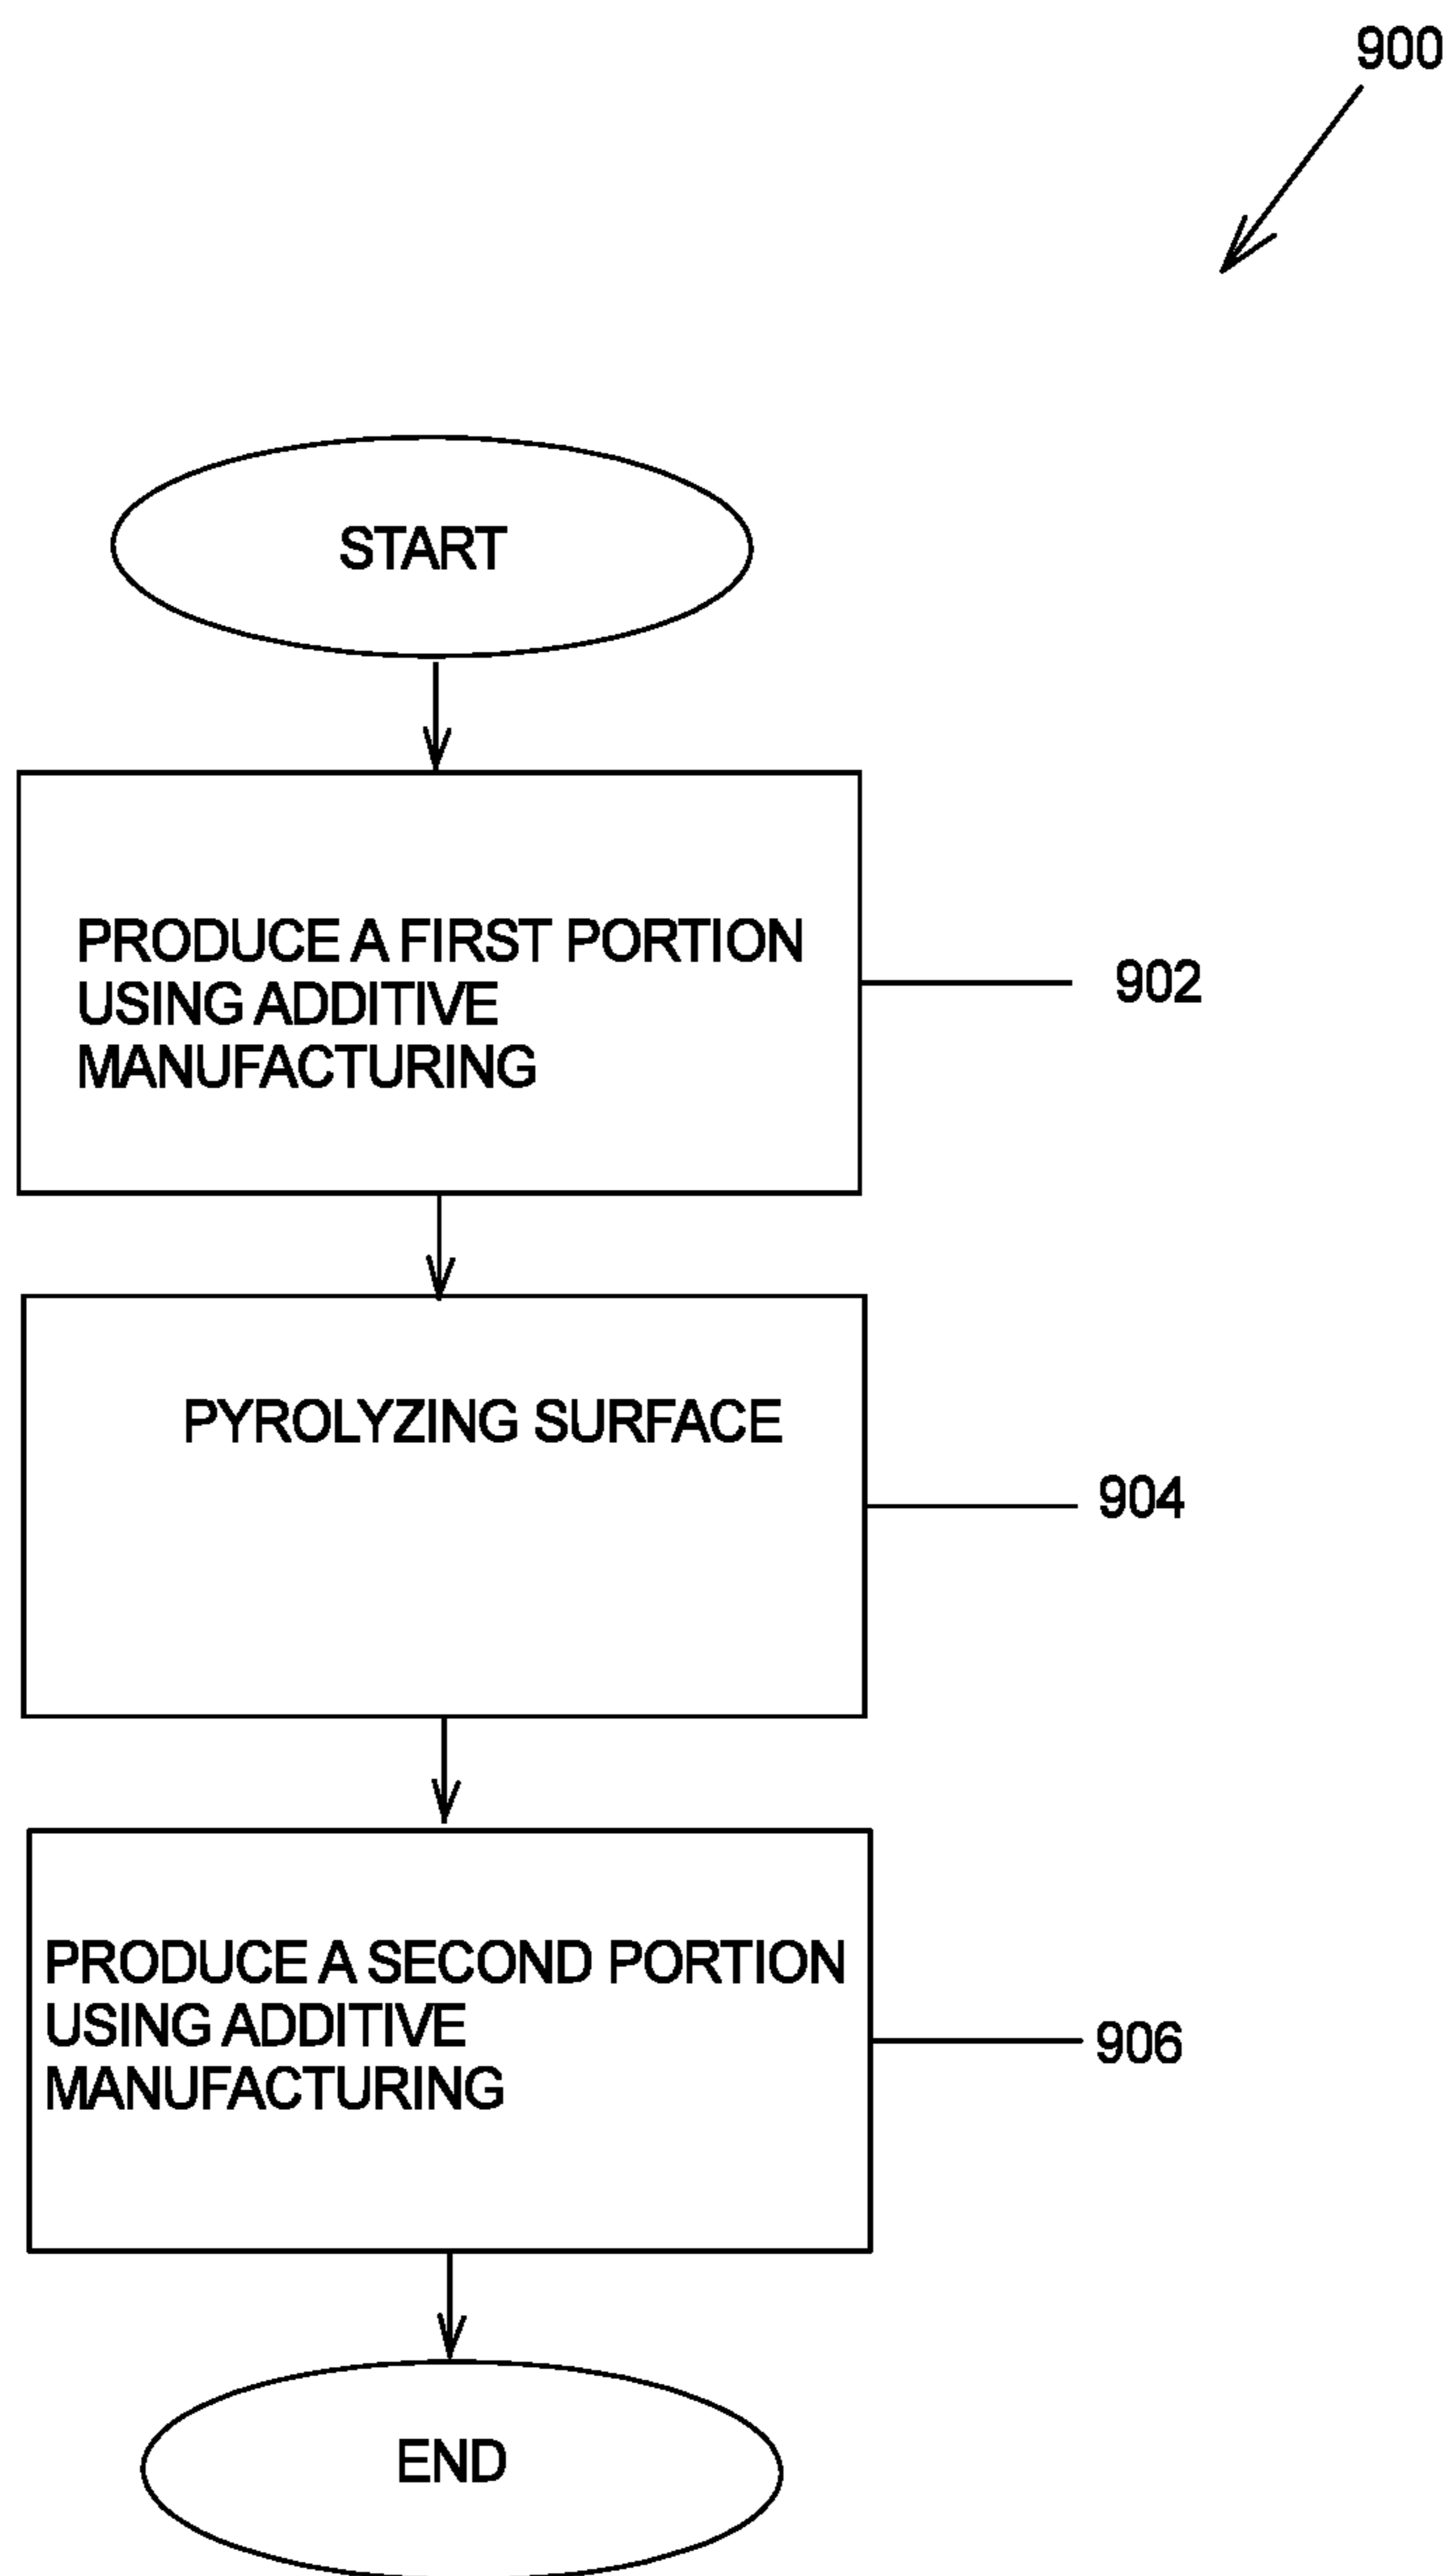 900
START
PRODUCE A FIRST PORTION
USING ADDITIVE
MANUFACTURING
902
PYROLYZING SURFACE
904
PRODUCE A SECOND PORTION
USING ADDITIVE
MANUFACTURING
906
END